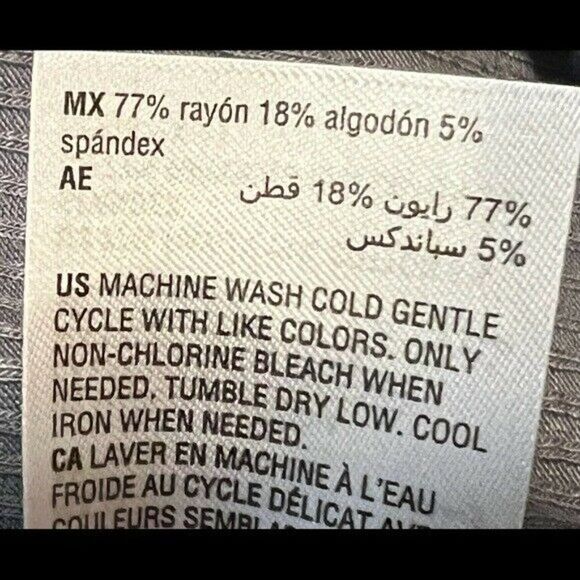 MX 77% rayón 18% algodón 5%
spándex
AE 77% رايون 18% قطن
5% سباندكس
US MACHINE WASH COLD GENTLE
CYCLE WITH LIKE COLORS. ONLY
NON-CHLORINE BLEACH WHEN
NEEDED, TUMBLE DRY LOW. COOL
IRON WHEN NEEDED.
CA LAVER EN MACHINE À L'EAU
FROIDE AU CYCLE DÉLICAT
COULEURS